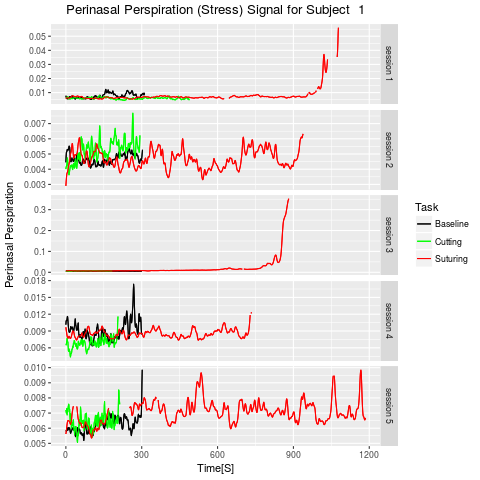 Perinasal Perspiration (Stress) Signal for Subject 1
0.05
0.04
0.03
0.02
0.01
session 1
0.007
0.006
0.005
0.004
0.003
session 2
0.3
0.2
0.1
0.0
session 3
0.018
0.015
0.012
0.009
0.006
session 4
0.010
0.009
0.008
0.007
0.006
0.005
session 5
0
300
600
900
1200
Time[S]
Perinasal Perspiration
Task
Baseline
Cutting
Suturing